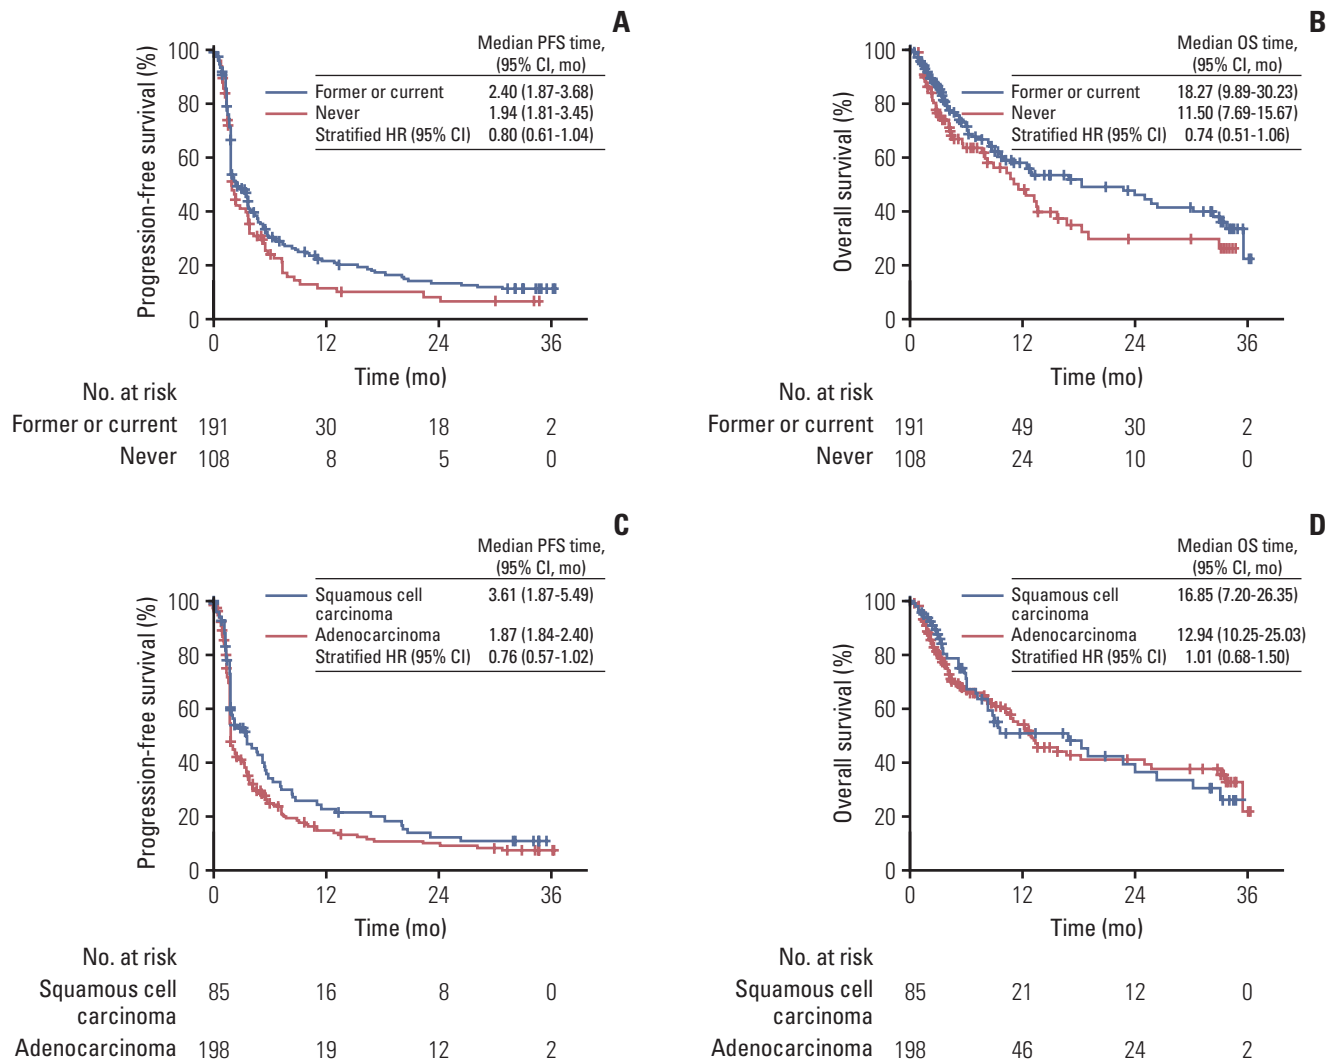 A
Median PFS time,
(95% CI, mo)
Former or current 2.40 (1.87-3.68)
Never 1.94 (1.81-3.45)
Stratified HR (95% CI) 0.80 (0.61-1.04)
Progression-free survival (%)
100
80
60
40
20
0
0 12 24 36
Time (mo)
No. at risk
Former or current 191 30 18 2
Never 108 8 5 0
B
Median OS time,
(95% CI, mo)
Former or current 18.27 (9.89-30.23)
Never 11.50 (7.69-15.67)
Stratified HR (95% CI) 0.74 (0.51-1.06)
Overall survival (%)
100
80
60
40
20
0
0 12 24 36
Time (mo)
No. at risk
Former or current 191 49 30 2
Never 108 24 10 0
C
Median PFS time,
(95% CI, mo)
Squamous cell 3.61 (1.87-5.49)
carcinoma
Adenocarcinoma 1.87 (1.84-2.40)
Stratified HR (95% CI) 0.76 (0.57-1.02)
Progression-free survival (%)
100
80
60
40
20
0
0 12 24 36
Time (mo)
No. at risk
Squamous cell 85 16 8 0
carcinoma
Adenocarcinoma 198 19 12 2
D
Median OS time,
(95% CI, mo)
Squamous cell 16.85 (7.20-26.35)
carcinoma
Adenocarcinoma 12.94 (10.25-25.03)
Stratified HR (95% CI) 1.01 (0.68-1.50)
Overall survival (%)
100
80
60
40
20
0
0 12 24 36
Time (mo)
No. at risk
Squamous cell 85 21 12 0
carcinoma
Adenocarcinoma 198 46 24 2